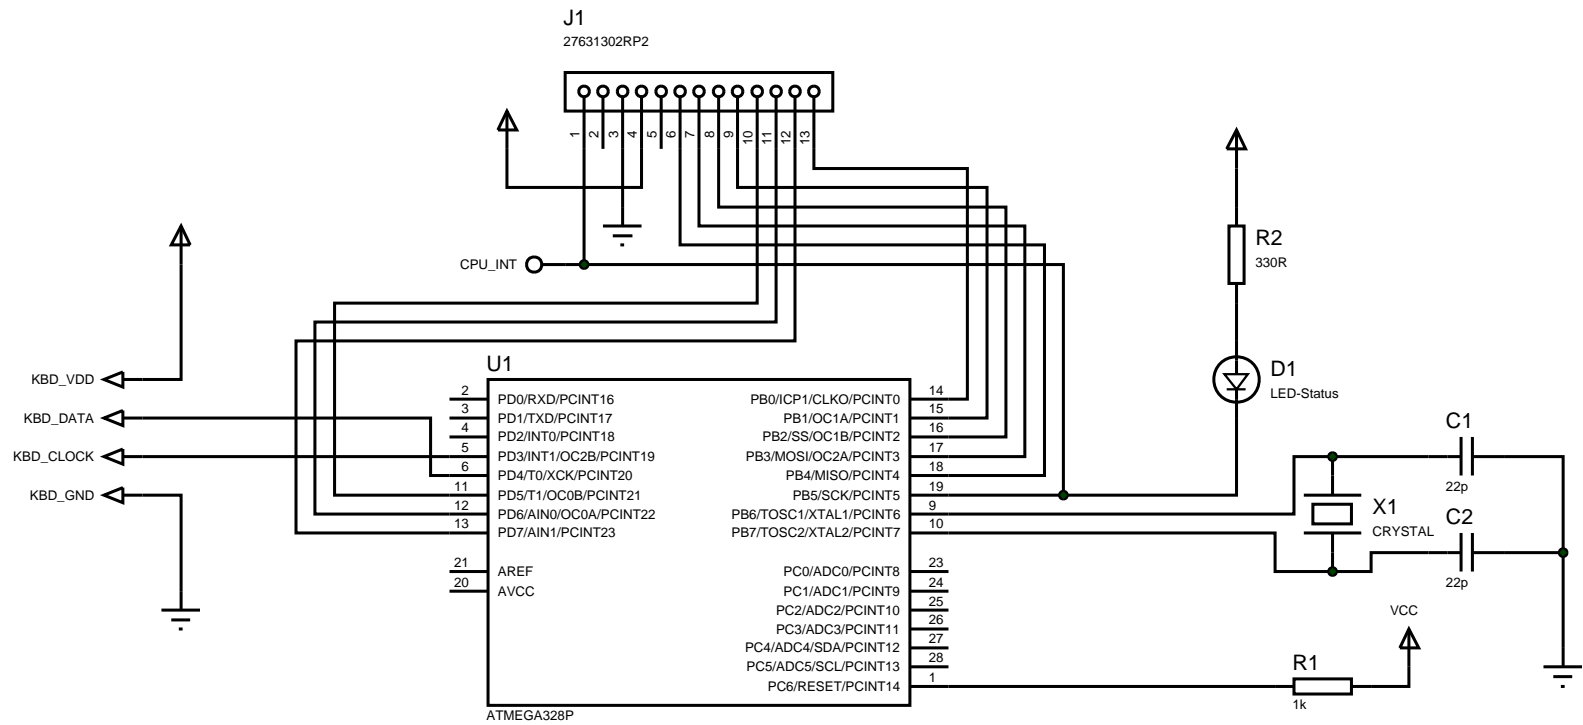 J1
27631302RP2
1
2
3
4
5
6
7
8
9
10
11
12
13
R2
330R
CPU_INT
U1
D1
LED-Status
KBD_VDD
KBD_DATA
KBD_CLOCK
KBD_GND
2 PD0/RXD/PCINT16
3 PD1/TXD/PCINT17
4 PD2/INT0/PCINT18
5 PD3/INT1/OC2B/PCINT19
6 PD4/T0/XCK/PCINT20
11 PD5/T1/OC0B/PCINT21
12 PD6/AIN0/OC0A/PCINT22
13 PD7/AIN1/PCINT23
21 AREF
20 AVCC
PB0/ICP1/CLKO/PCINT0 14
PB1/OC1A/PCINT1 15
PB2/SS/OC1B/PCINT2 16
PB3/MOSI/OC2A/PCINT3 17
PB4/MISO/PCINT4 18
PB5/SCK/PCINT5 19
PB6/TOSC1/XTAL1/PCINT6 9
PB7/TOSC2/XTAL2/PCINT7 10
PC0/ADC0/PCINT8 23
PC1/ADC1/PCINT9 24
PC2/ADC2/PCINT10 25
PC3/ADC3/PCINT11 26
PC4/ADC4/SDA/PCINT12 27
PC5/ADC5/SCL/PCINT13 28
PC6/RESET/PCINT14 1
ATMEGA328P
C1
22p
X1
CRYSTAL
C2
22p
VCC
R1
1k